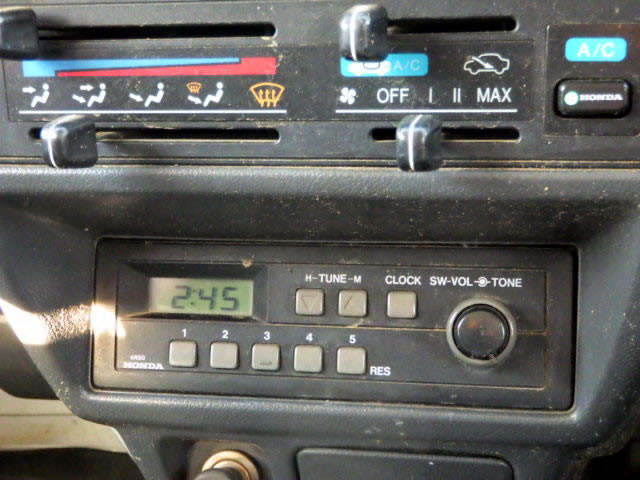 A/C
A/C
HONDA
OFF I II MAX
H-TUNE-M CLOCK SW-VOL TONE
2:45
1 2 3 4 5
RES
HONDA